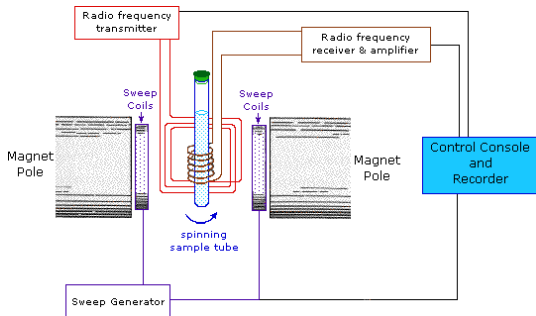 Radio frequency
transmitter
Radio frequency
receiver & amplifier
Sweep
Coils
Sweep
Coils
Magnet
Pole
Magnet
Pole
Control Console
and
Recorder
spinning
sample tube
Sweep Generator